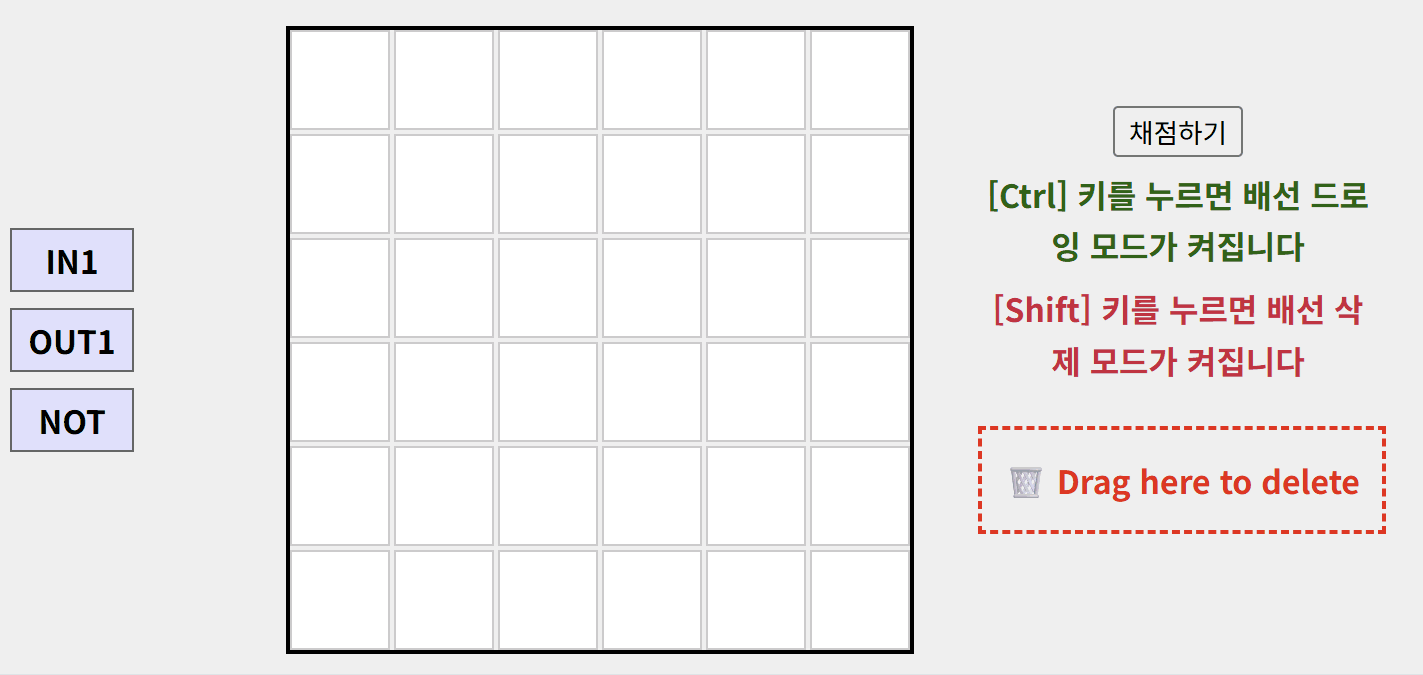 IN1
OUT1
NOT
채점하기
[Ctrl] 키를 누르면 배선 드로
잉 모드가 켜집니다
[Shift] 키를 누르면 배선 삭
제 모드가 켜집니다
Drag here to delete